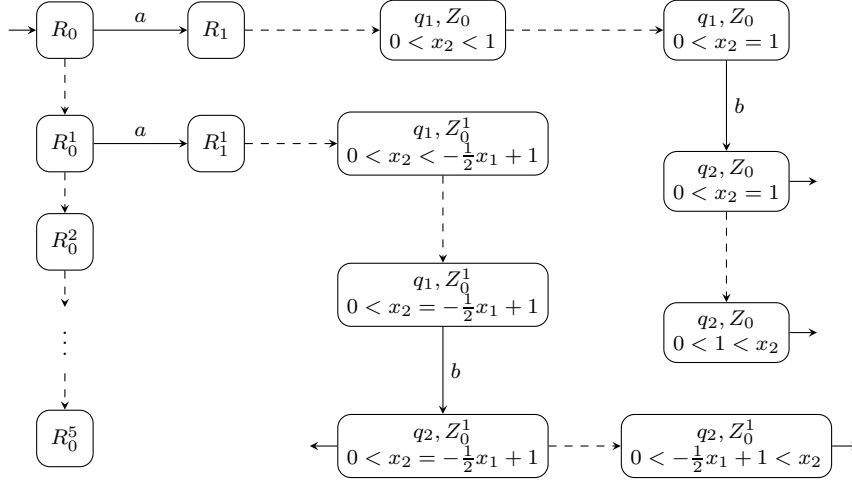 R_0 a R_1 q_1, Z_0 q_1, Z_0
0 < x_2 < 1 0 < x_2 = 1
b
R_0^1 a R_1^1 q_1, Z_0^1
0 < x_2 < -\frac{1}{2}x_1 + 1
q_2, Z_0
0 < x_2 = 1
R_0^2
q_1, Z_0^1
0 < x_2 = -\frac{1}{2}x_1 + 1
q_2, Z_0
0 < 1 < x_2
⋮
b
R_0^5 q_2, Z_0^1 q_2, Z_0^1
0 < x_2 = -\frac{1}{2}x_1 + 1 0 < -\frac{1}{2}x_1 + 1 < x_2